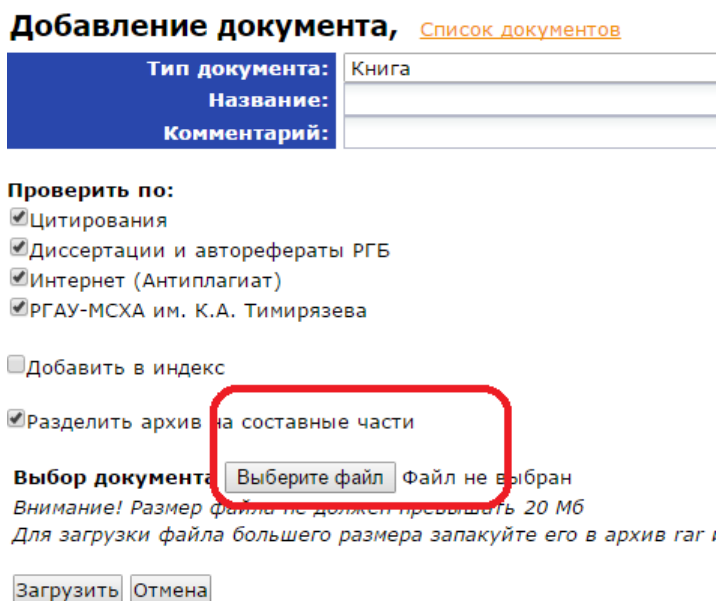 Добавление документа, Список документов
Тип документа: Книга
Название:
Комментарий:
Проверить по:
Цитирования
Диссертации и авторефераты РГБ
Интернет (Антиплагиат)
РГАУ-МСХА им. К.А. Тимирязева
Добавить в индекс
Разделить архив на составные части
Выбор документа Выберите файл Файл не выбран
Внимание! Размер файла не должен превышать 20 Мб
Для загрузки файла большего размера запакуйте его в архив rar и
Загрузить Отмена